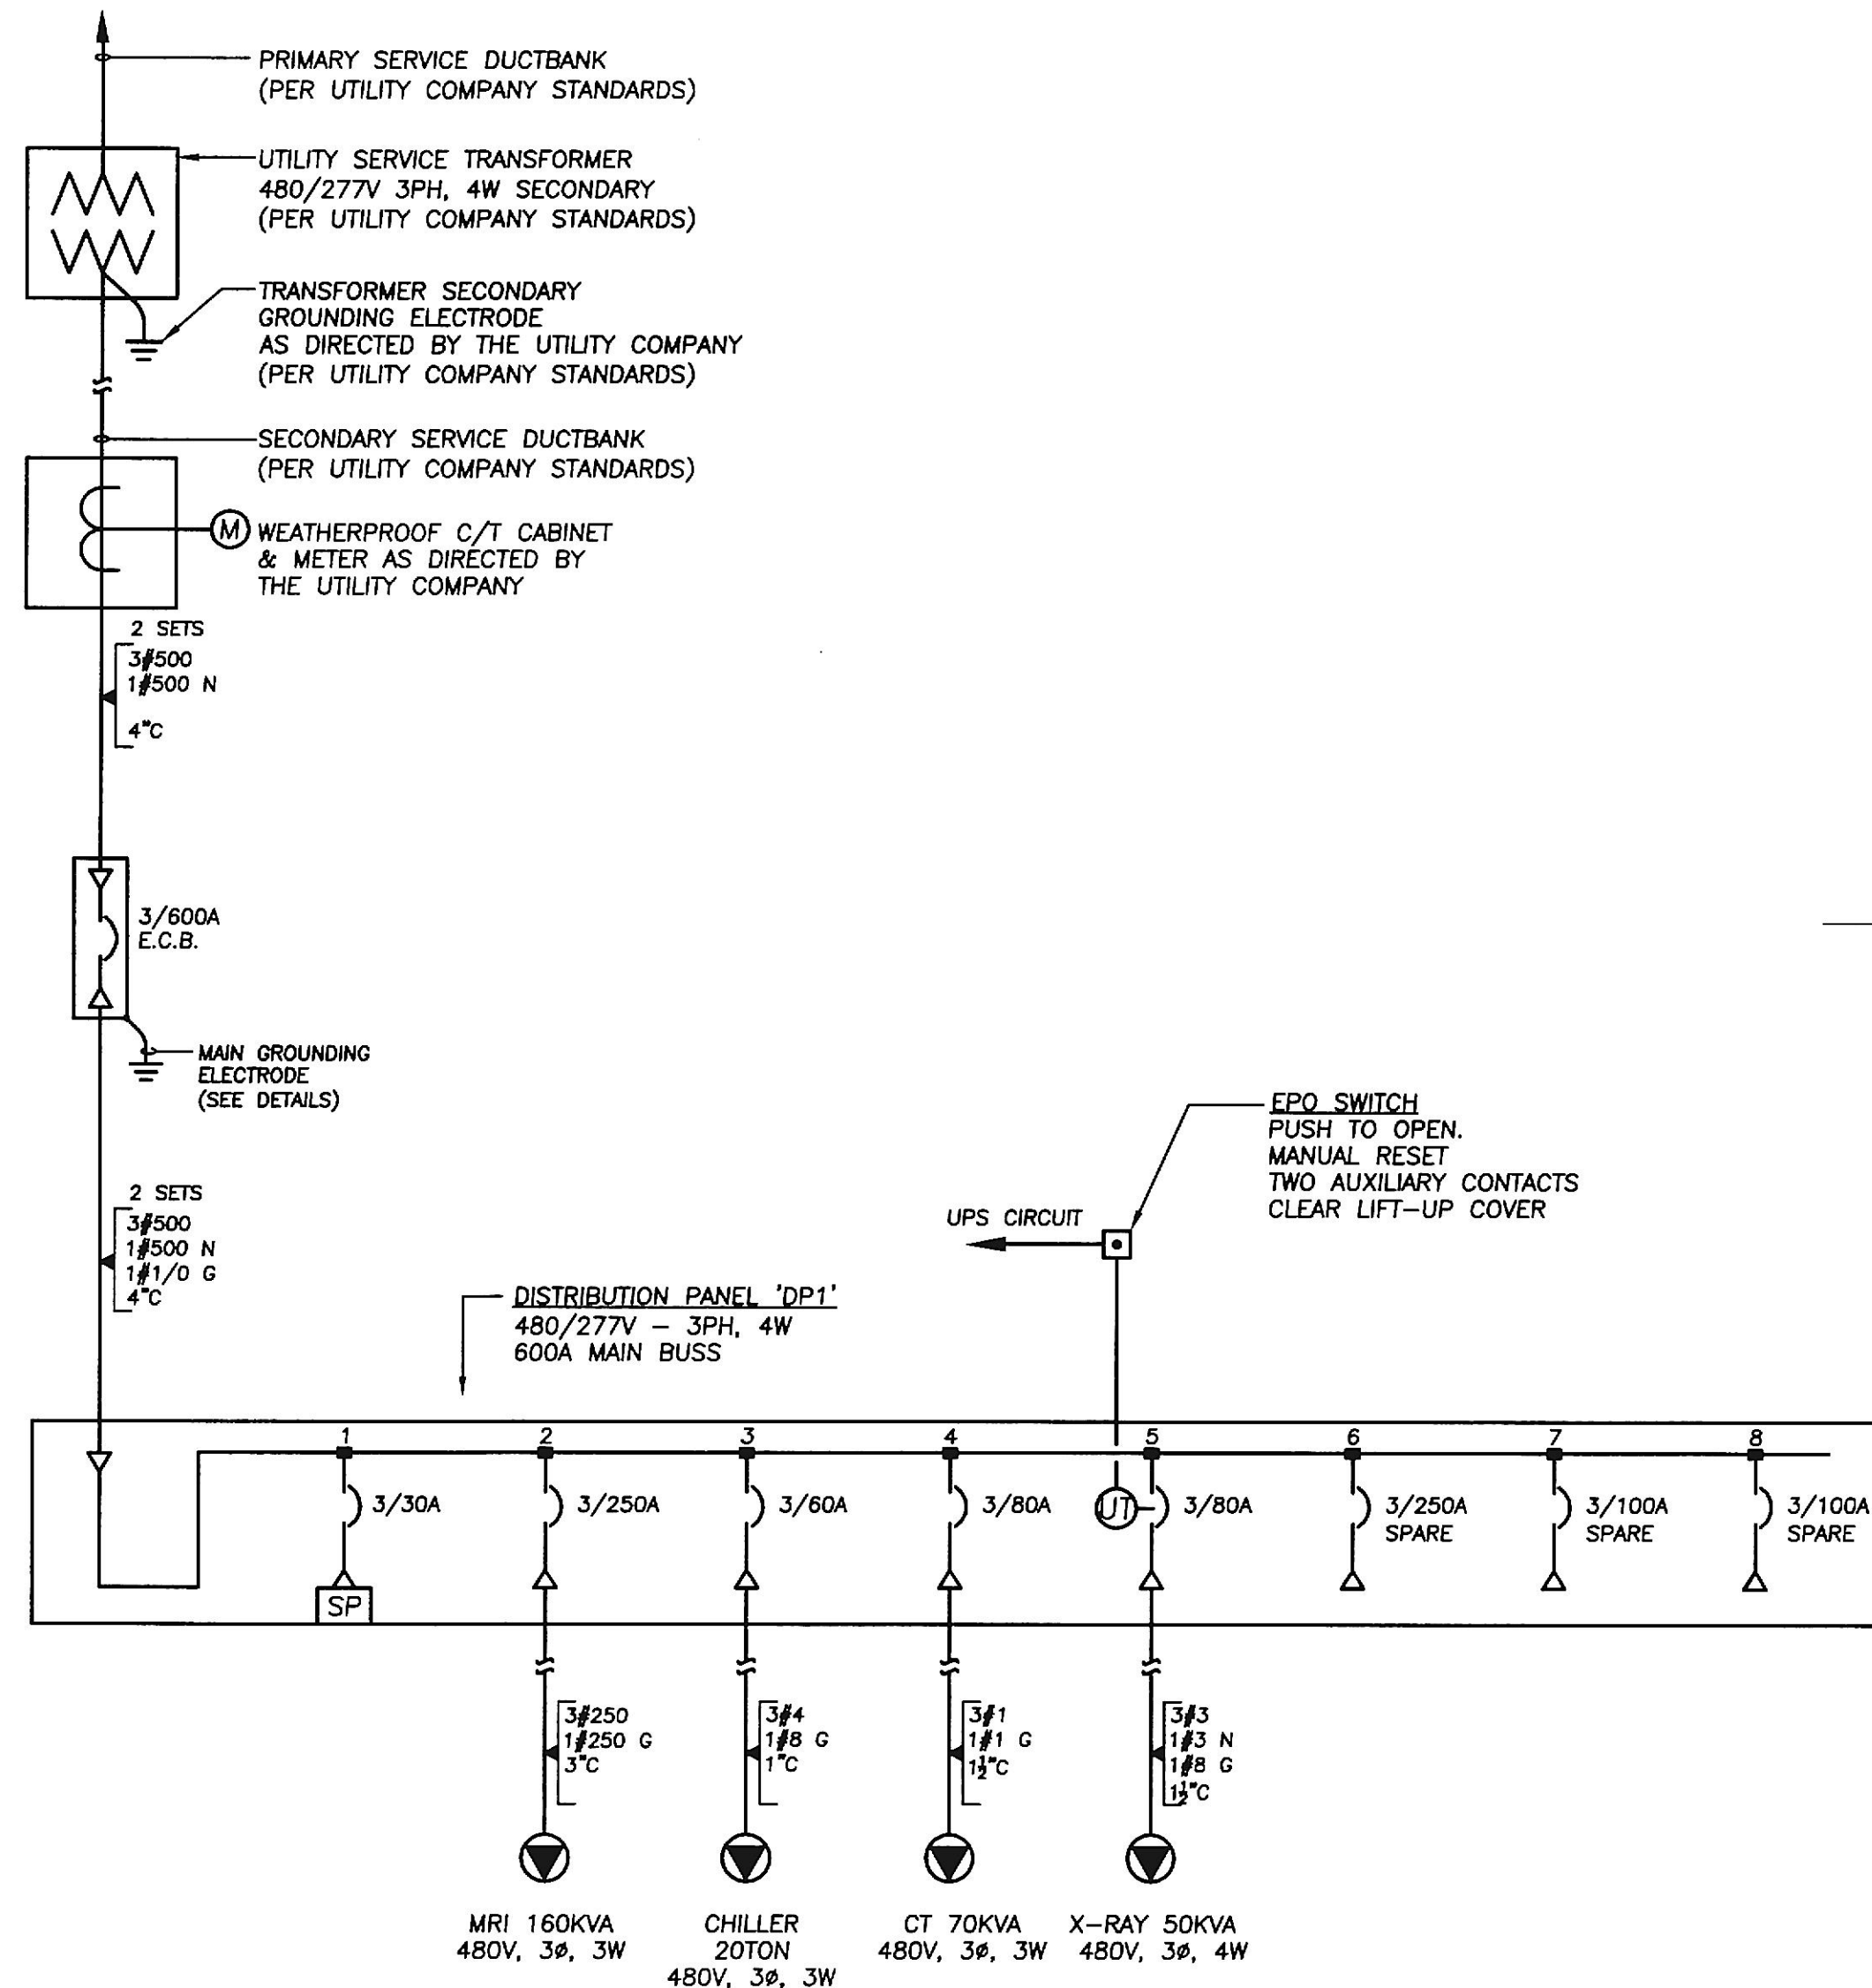 PRIMARY SERVICE DUCTBANK
(PER UTILITY COMPANY STANDARDS)
UTILITY SERVICE TRANSFORMER
480/277V 3PH, 4W SECONDARY
(PER UTILITY COMPANY STANDARDS)
TRANSFORMER SECONDARY
GROUNDING ELECTRODE
AS DIRECTED BY THE UTILITY COMPANY
(PER UTILITY COMPANY STANDARDS)
SECONDARY SERVICE DUCTBANK
(PER UTILITY COMPANY STANDARDS)
M
WEATHERPROOF C/T CABINET
& METER AS DIRECTED BY
THE UTILITY COMPANY
2 SETS
3#500
1#500 N
4"C
3/600A
E.C.B.
MAIN GROUNDING
ELECTRODE
(SEE DETAILS)
2 SETS
3#500
1#500 N
1#1/0 G
4"C
EPO SWITCH
PUSH TO OPEN.
MANUAL RESET
TWO AUXILIARY CONTACTS
CLEAR LIFT-UP COVER
UPS CIRCUIT
DISTRIBUTION PANEL 'DP1'
480/277V – 3PH, 4W
600A MAIN BUSS
1 2 3 4 5 6 7 8
3/30A
SP
3/250A
3/60A
3/80A
UT
3/80A
3/250A
SPARE
3/100A
SPARE
3/100A
SPARE
3#250
1#250 G
3"C
3#4
1#8 G
1"C
3#1
1#1 G
1½"C
3#3
1#3 N
1#8 G
1½"C
MRI 160KVA
480V, 3ø, 3W
CHILLER
20TON
480V, 3ø, 3W
CT 70KVA
480V, 3ø, 3W
X-RAY 50KVA
480V, 3ø, 4W